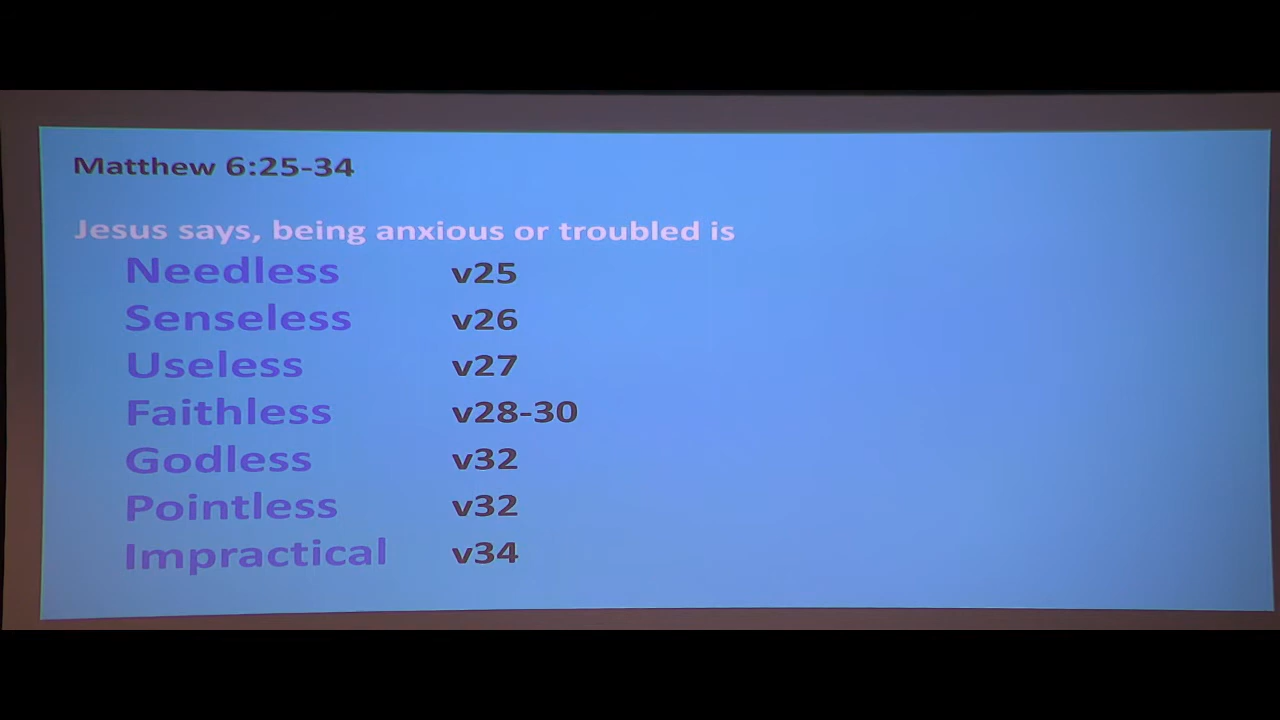 Matthew 6:25-34
Jesus says, being anxious or troubled is
Needless v25
Senseless v26
Useless v27
Faithless v28-30
Godless v32
Pointless v32
Impractical v34